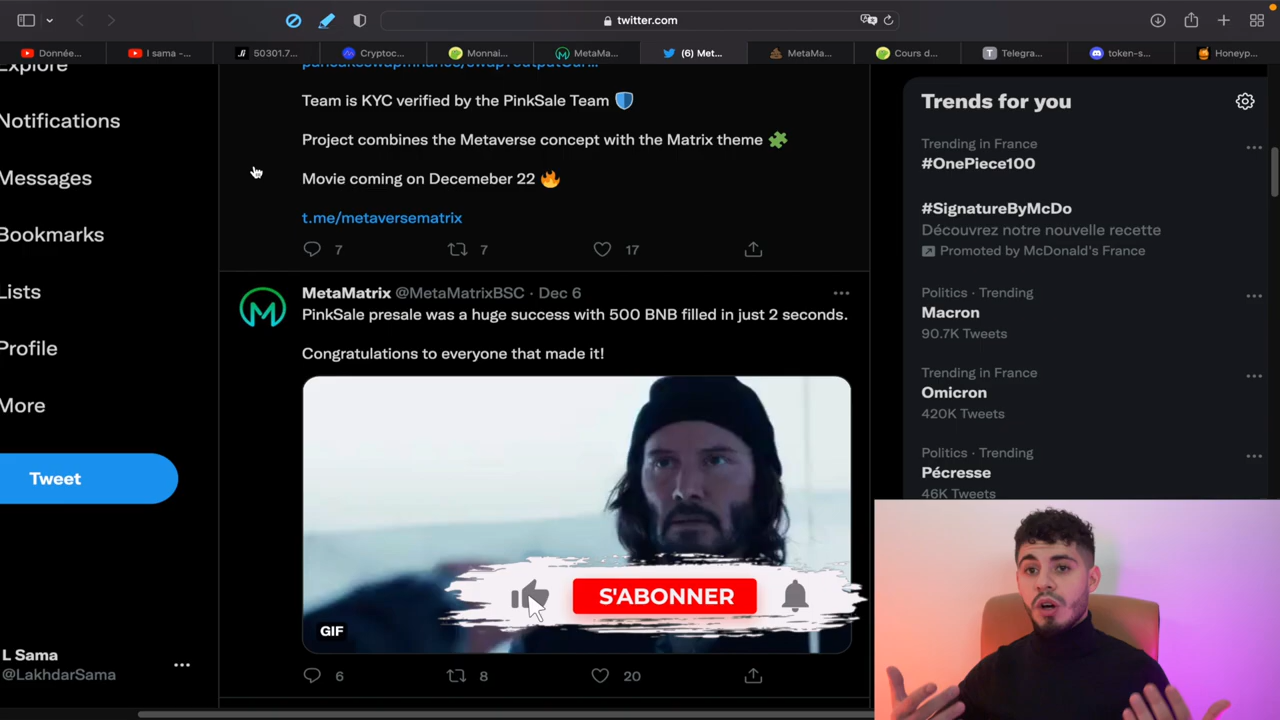 twitter.com
Donnée...
I sama -...
50301.7...
Cryptoc...
Monnai...
MetaMa...
(6) Met...
MetaMa...
Cours d...
Telegra...
token-s...
Honeyp...
Explore
Notifications
Messages
Bookmarks
Lists
Profile
More
Tweet
L Sama
@LakhdarSama
Team is KYC verified by the PinkSale Team 🛡️
Project combines the Metaverse concept with the Matrix theme 🧩
Movie coming on Decemeber 22 🔥
t.me/metaversematrix
7
7
17
MetaMatrix @MetaMatrixBSC · Dec 6
PinkSale presale was a huge success with 500 BNB filled in just 2 seconds.
Congratulations to everyone that made it!
S'ABONNER
GIF
6
8
20
Trends for you
Trending in France
#OnePiece100
#SignatureByMcDo
Découvrez notre nouvelle recette
Promoted by McDonald's France
Politics · Trending
Macron
90.7K Tweets
Trending in France
Omicron
420K Tweets
Politics · Trending
Pécresse
46K Tweets